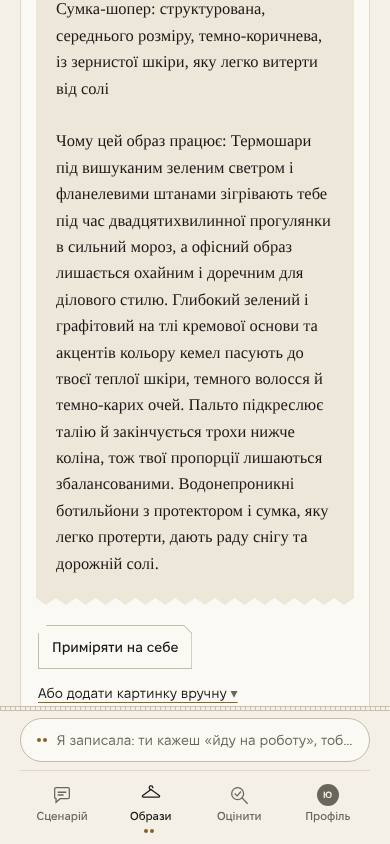 Сумка-шопер: структурована,
середнього розміру, темно-коричнева,
із зернистої шкіри, яку легко витерти
від солі
Чому цей образ працює: Термошари
під вишуканим зеленим светром і
фланелевими штанами зігрівають тебе
під час двадцятихвилинної прогулянки
в сильний мороз, а офісний образ
лишається охайним і доречним для
ділового стилю. Глибокий зелений і
графітовий на тлі кремової основи та
акцентів кольору кемел пасують до
твоєї теплої шкіри, темного волосся й
темно-карих очей. Пальто підкреслює
талію й закінчується трохи нижче
коліна, тож твої пропорції лишаються
збалансованими. Водонепроникні
ботильйони з протектором і сумка, яку
легко протерти, дають раду снігу та
дорожній солі.
Приміряти на себе
Або додати картинку вручну ▾
Я записала: ти кажеш «йду на роботу», тоб…
Сценарій
Образи
Оцінити
Ю
Профіль